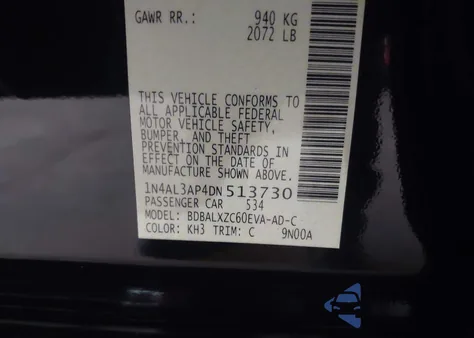 GAWR RR.: 940 KG
2072 LB
THIS VEHICLE CONFORMS TO
ALL APPLICABLE FEDERAL
MOTOR VEHICLE SAFETY,
BUMPER, AND THEFT
PREVENTION STANDARDS IN
EFFECT ON THE DATE OF
MANUFACTURE SHOWN ABOVE.
1N4AL3AP4DN513730
PASSENGER CAR 534
MODEL: BDBALXZC60EVA-AD-C
COLOR: KH3 TRIM: C 9N00A